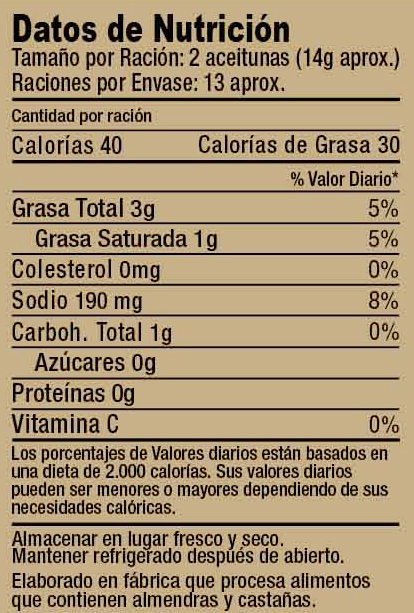 Datos de Nutrición
Tamaño por Ración: 2 aceitunas (14g aprox.)
Raciones por Envase: 13 aprox.
Cantidad por ración
Calorías 40 Calorías de Grasa 30
% Valor Diario*
Grasa Total 3g 5%
Grasa Saturada 1g 5%
Colesterol 0mg 0%
Sodio 190 mg 8%
Carboh. Total 1g 0%
Azúcares 0g
Proteínas 0g
Vitamina C 0%
Los porcentajes de Valores diarios están basados en
una dieta de 2.000 calorías. Sus valores diarios
pueden ser menores o mayores dependiendo de sus
necesidades calóricas.
Almacenar en lugar fresco y seco.
Mantener refrigerado después de abierto.
Elaborado en fábrica que procesa alimentos
que contienen almendras y castañas.